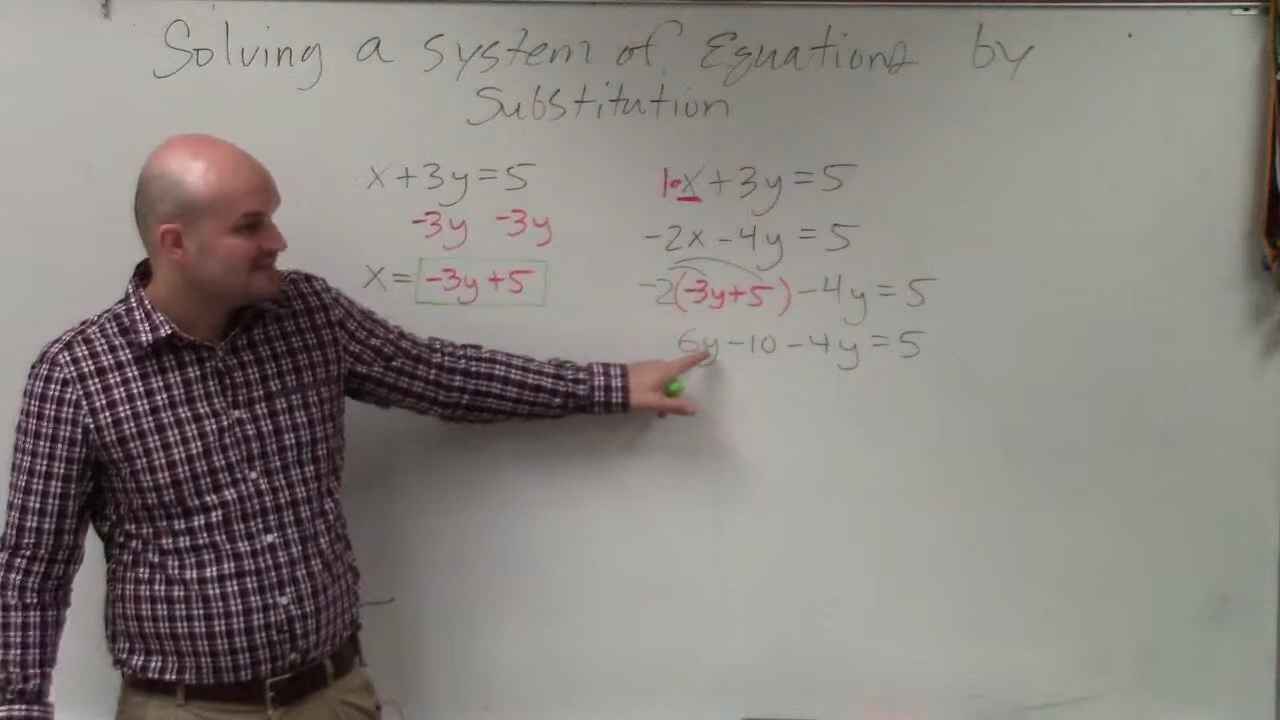 Solving a system of Equations by
Substitution
x+3y=5
-3y -3y
x= -3y+5
1•x+3y=5
-2x-4y=5
-2(-3y+5)-4y=5
6y-10-4y=5